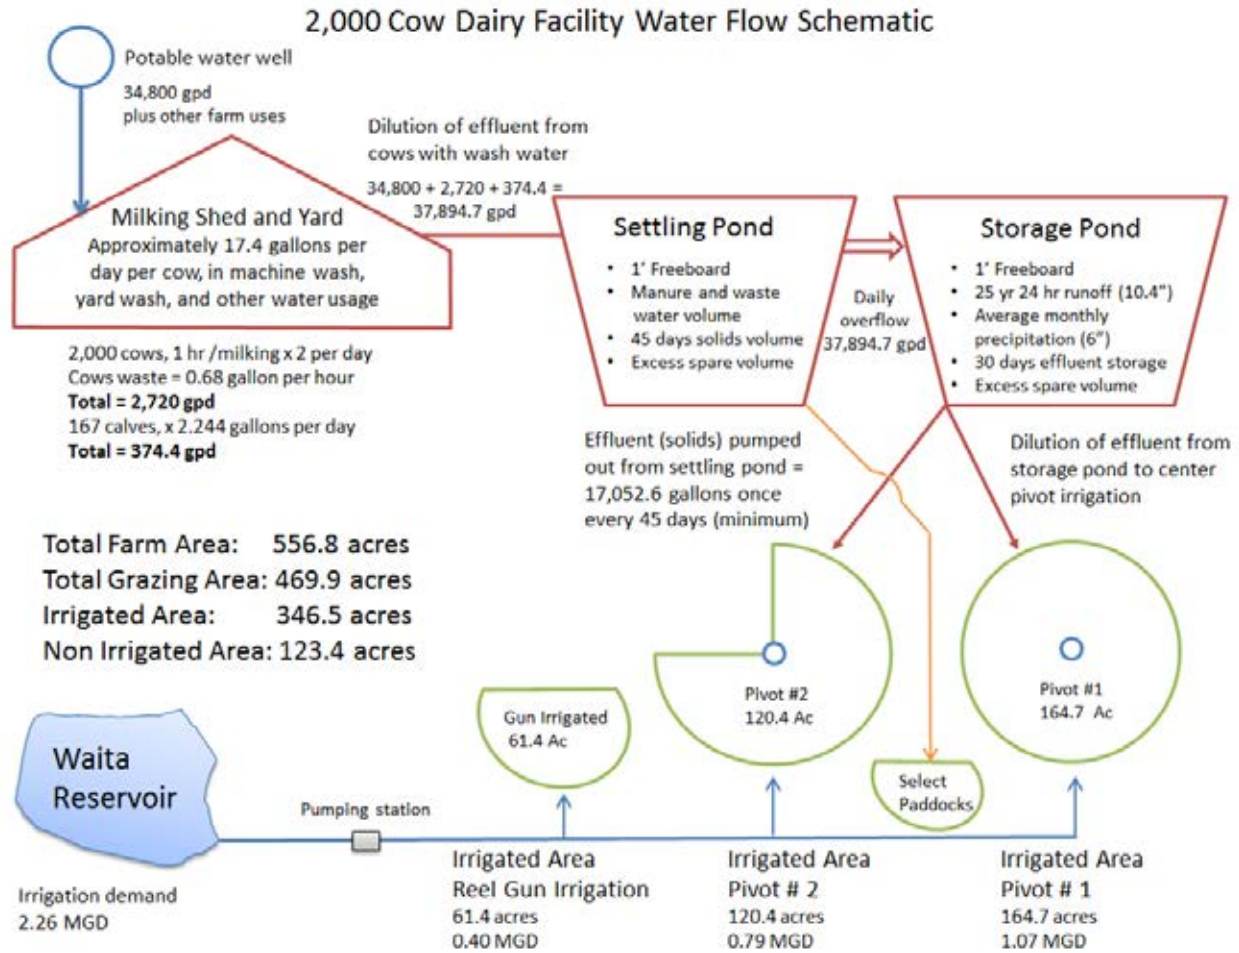 2,000 Cow Dairy Facility Water Flow Schematic
Potable water well
34,800 gpd
plus other farm uses
Dilution of effluent from
cows with wash water
34,800 + 2,720 + 374.4 =
37,894.7 gpd
Milking Shed and Yard
Approximately 17.4 gallons per
day per cow, in machine wash,
yard wash, and other water usage
2,000 cows, 1 hr /milking x 2 per day
Cows waste = 0.68 gallon per hour
Total = 2,720 gpd
167 calves, x 2.244 gallons per day
Total = 374.4 gpd
Settling Pond
• 1' Freeboard
• Manure and waste
water volume
• 45 days solids volume
• Excess spare volume
Daily
overflow
37,894.7 gpd
Storage Pond
• 1' Freeboard
• 25 yr 24 hr runoff (10.4")
• Average monthly
precipitation (6")
• 30 days effluent storage
• Excess spare volume
Effluent (solids) pumped
out from settling pond =
17,052.6 gallons once
every 45 days (minimum)
Dilution of effluent from
storage pond to center
pivot irrigation
Total Farm Area: 556.8 acres
Total Grazing Area: 469.9 acres
Irrigated Area: 346.5 acres
Non Irrigated Area: 123.4 acres
Gun Irrigated
61.4 Ac
Pivot #2
120.4 Ac
Pivot #1
164.7 Ac
Select
Paddocks
Waita
Reservoir
Pumping station
Irrigation demand
2.26 MGD
Irrigated Area
Reel Gun Irrigation
61.4 acres
0.40 MGD
Irrigated Area
Pivot # 2
120.4 acres
0.79 MGD
Irrigated Area
Pivot # 1
164.7 acres
1.07 MGD